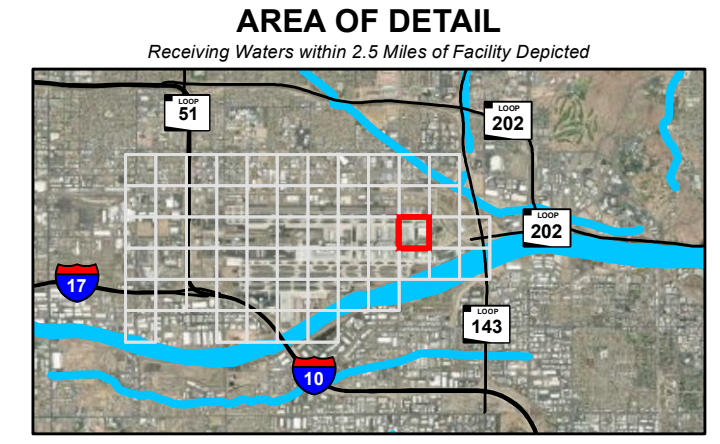 AREA OF DETAIL
Receiving Waters within 2.5 Miles of Facility Depicted
LOOP
51
LOOP
202
LOOP
202
17
LOOP
143
10